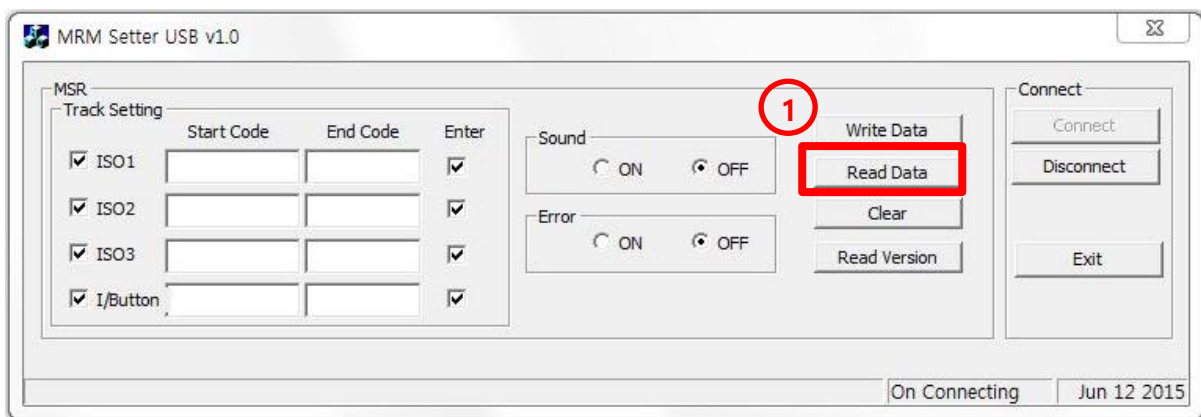 MRM Setter USB v1.0
MSR
Track Setting
Start Code End Code Enter
ISO1
ISO2
ISO3
I/Button
Sound
ON OFF
Error
ON OFF
1
Write Data
Read Data
Clear
Read Version
Connect
Connect
Disconnect
Exit
On Connecting Jun 12 2015